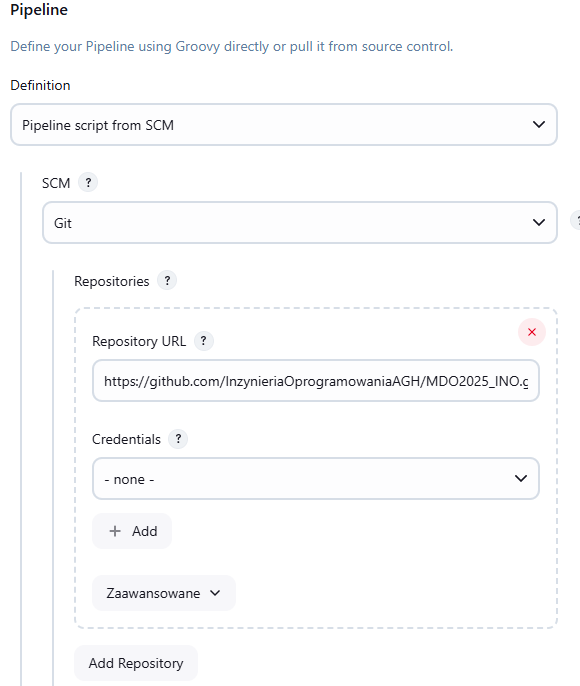 Pipeline
Define your Pipeline using Groovy directly or pull it from source control.
Definition
Pipeline script from SCM
SCM ?
Git
?
Repositories ?
Repository URL ?
https://github.com/InzynieriaOprogramowaniaAGH/MDO2025_INO.g
Credentials ?
- none -
+ Add
Zaawansowane
Add Repository